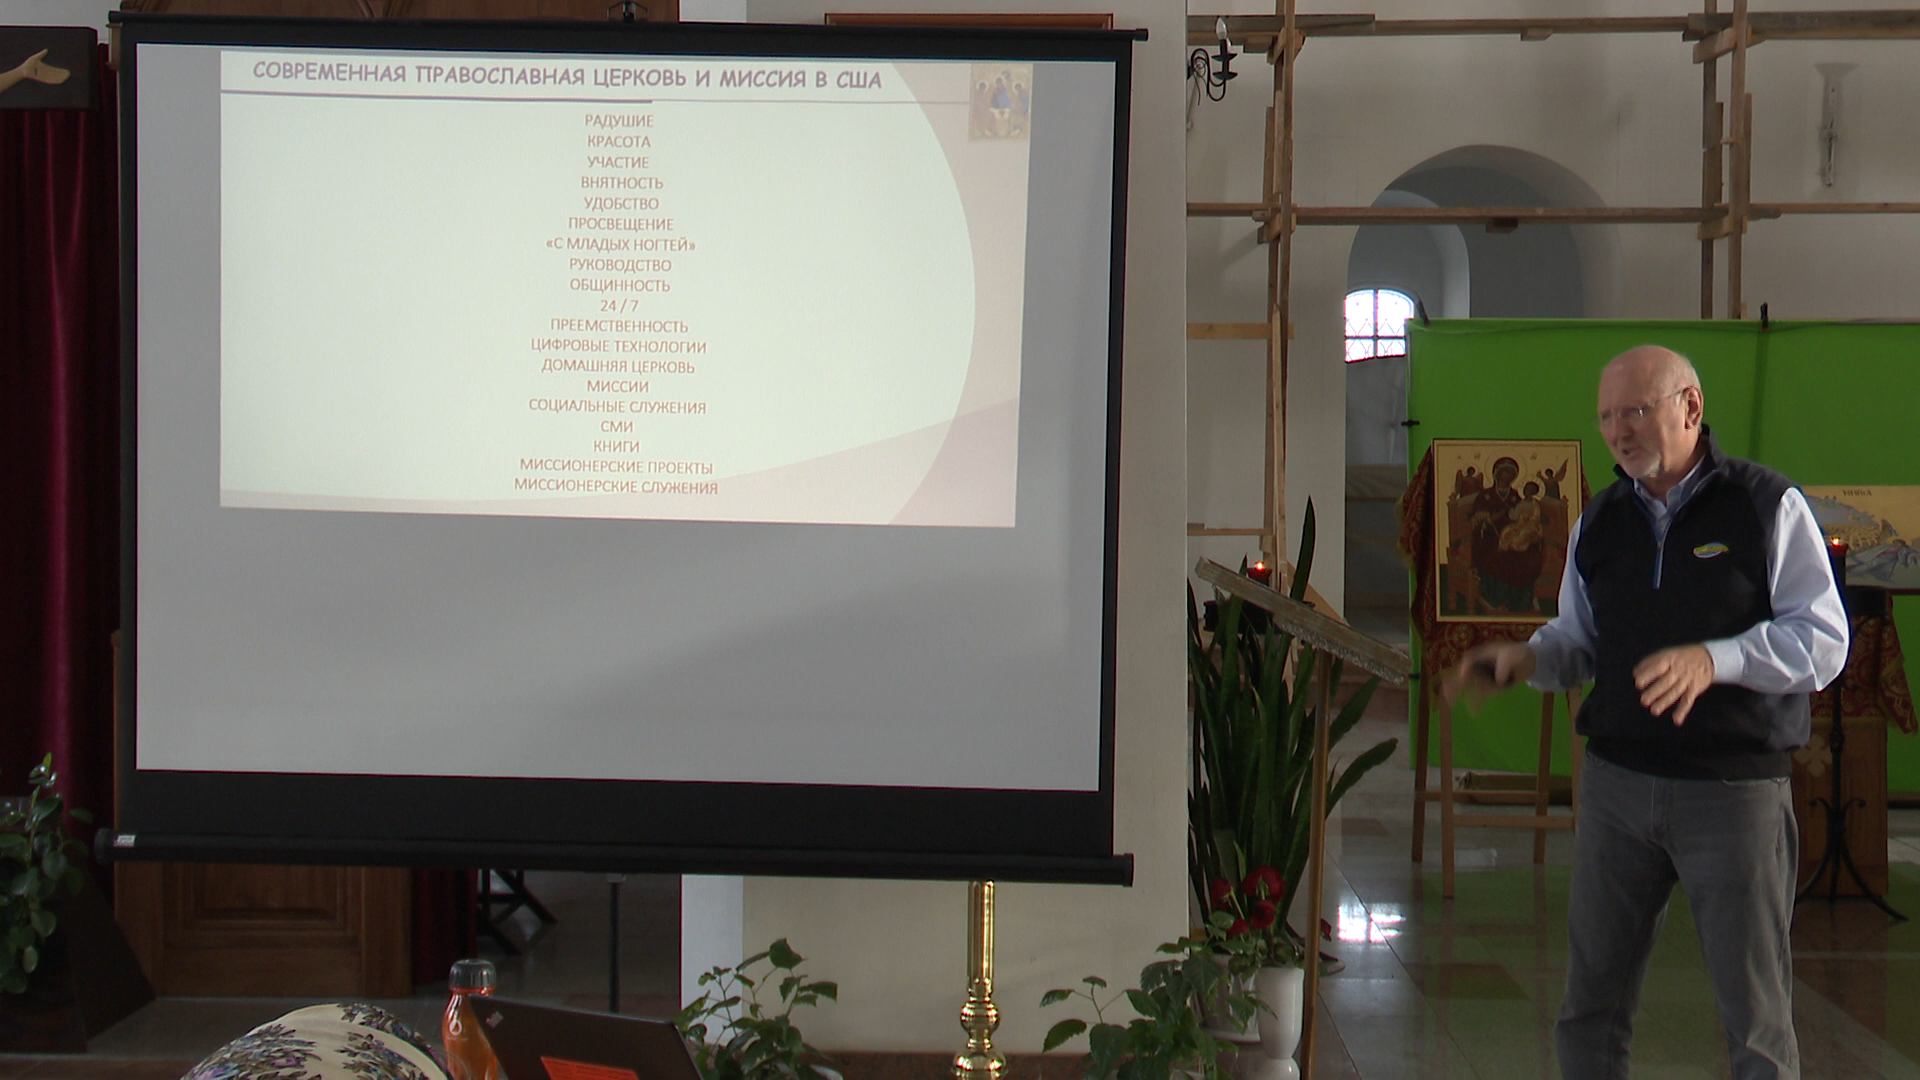 СОВРЕМЕННАЯ ПРАВОСЛАВНАЯ ЦЕРКОВЬ И МИССИЯ В США
РАДУШИЕ
КРАСОТА
УЧАСТИЕ
ВНЯТНОСТЬ
УДОБСТВО
ПРОСВЕЩЕНИЕ
«С МЛАДЫХ НОГТЕЙ»
РУКОВОДСТВО
ОБЩИННОСТЬ
24 / 7
ПРЕЕМСТВЕННОСТЬ
ЦИФРОВЫЕ ТЕХНОЛОГИИ
ДОМАШНЯЯ ЦЕРКОВЬ
МИССИИ
СОЦИАЛЬНЫЕ СЛУЖЕНИЯ
СМИ
КНИГИ
МИССИОНЕРСКИЕ ПРОЕКТЫ
МИССИОНЕРСКИЕ СЛУЖЕНИЯ